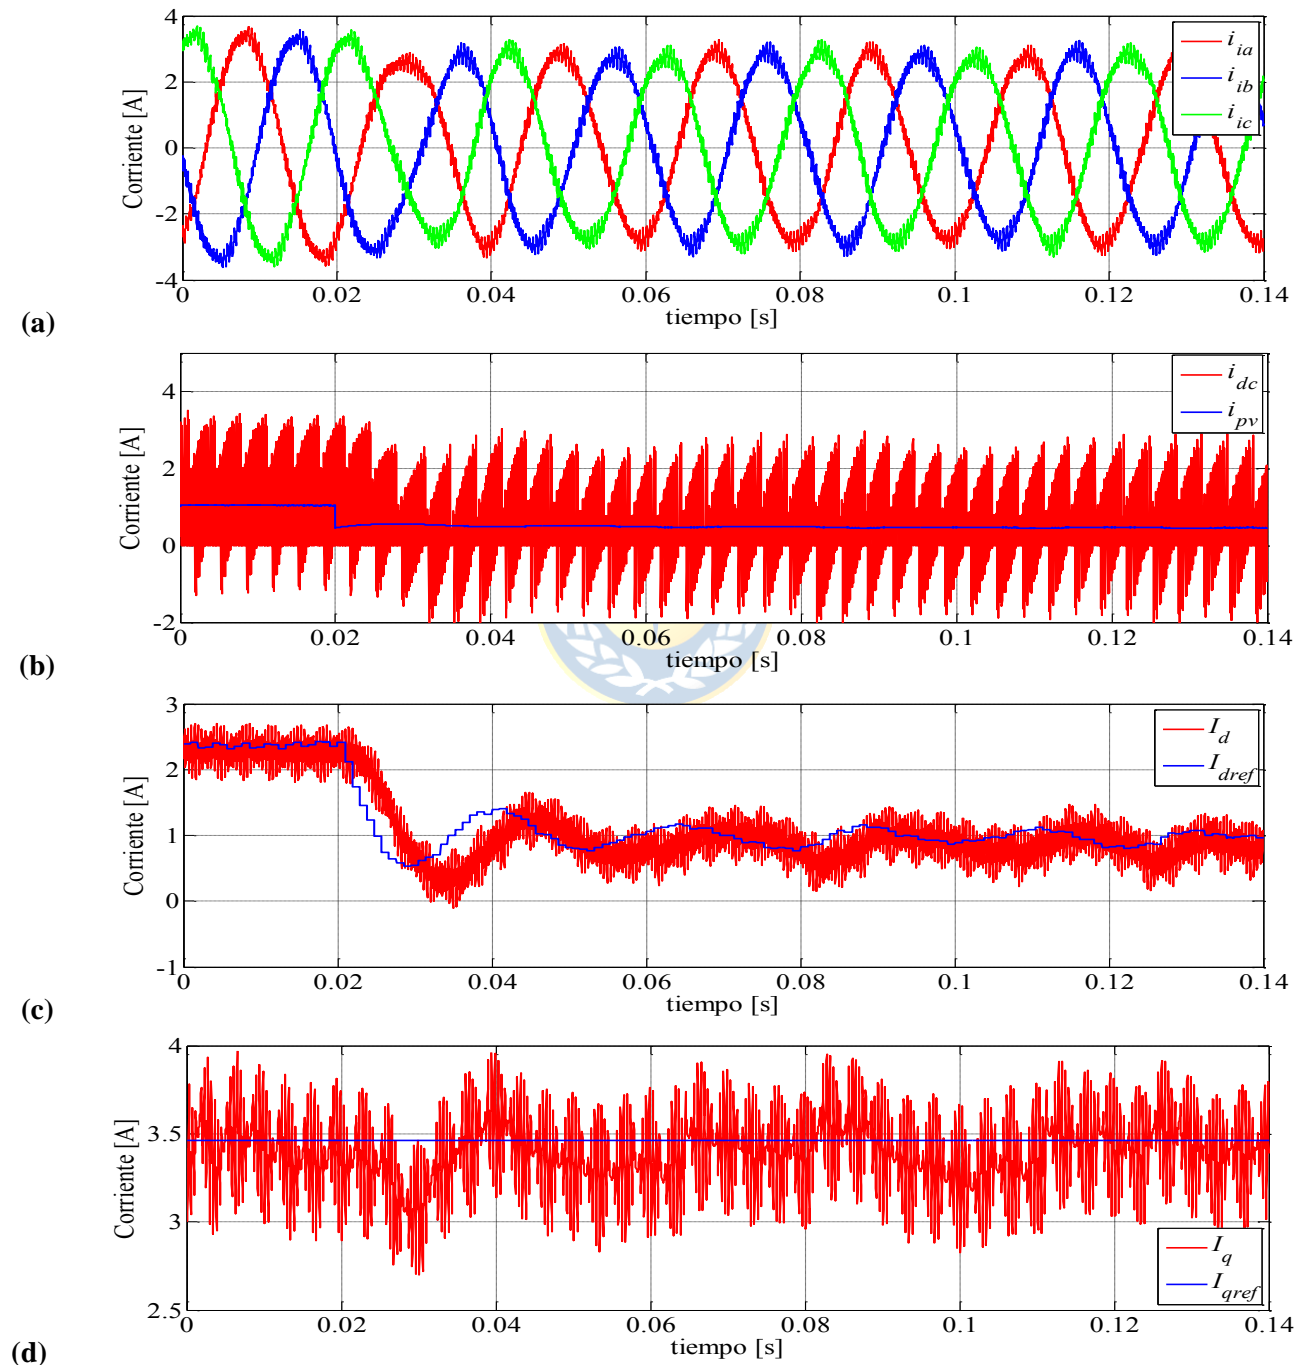 4
2
0
-2
-4
Corriente [A]
i_ia
i_ib
i_ic
0 0.02 0.04 0.06 0.08 0.1 0.12 0.14
tiempo [s]
(a)
4
2
0
-2
Corriente [A]
i_dc
i_pv
0 0.02 0.04 0.06 0.08 0.1 0.12 0.14
tiempo [s]
(b)
3
2
1
0
-1
Corriente [A]
I_d
I_dref
0 0.02 0.04 0.06 0.08 0.1 0.12 0.14
tiempo [s]
(c)
4
3.5
3
2.5
Corriente [A]
I_q
I_qref
0 0.02 0.04 0.06 0.08 0.1 0.12 0.14
tiempo [s]
(d)